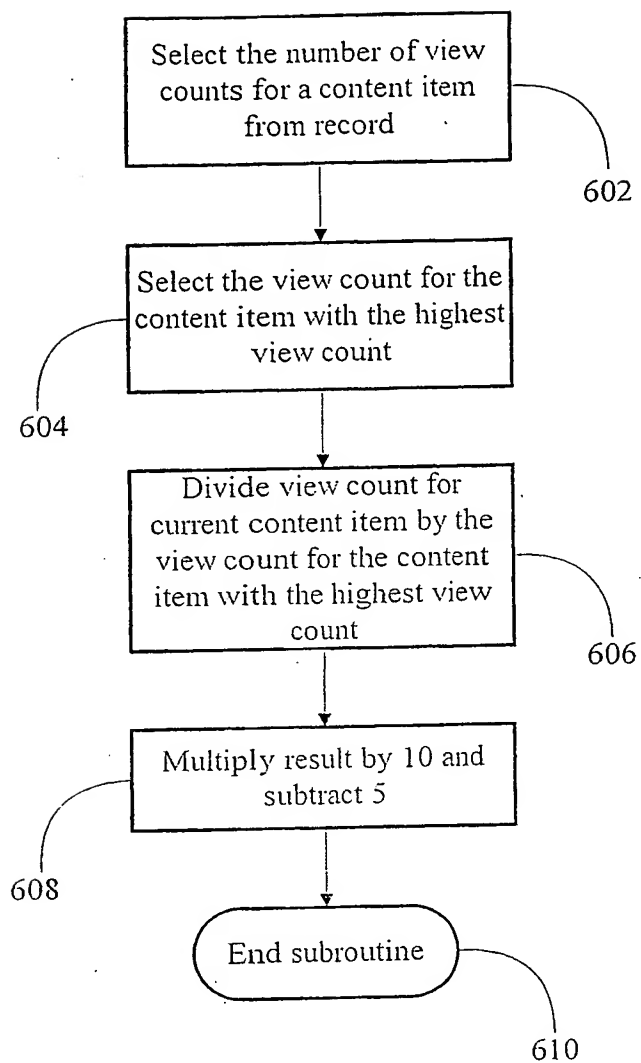 Select the number of view
counts for a content item
from record
602
Select the view count for the
content item with the highest
view count
604
Divide view count for
current content item by the
view count for the content
item with the highest view
count
606
Multiply result by 10 and
subtract 5
608
End subroutine
610